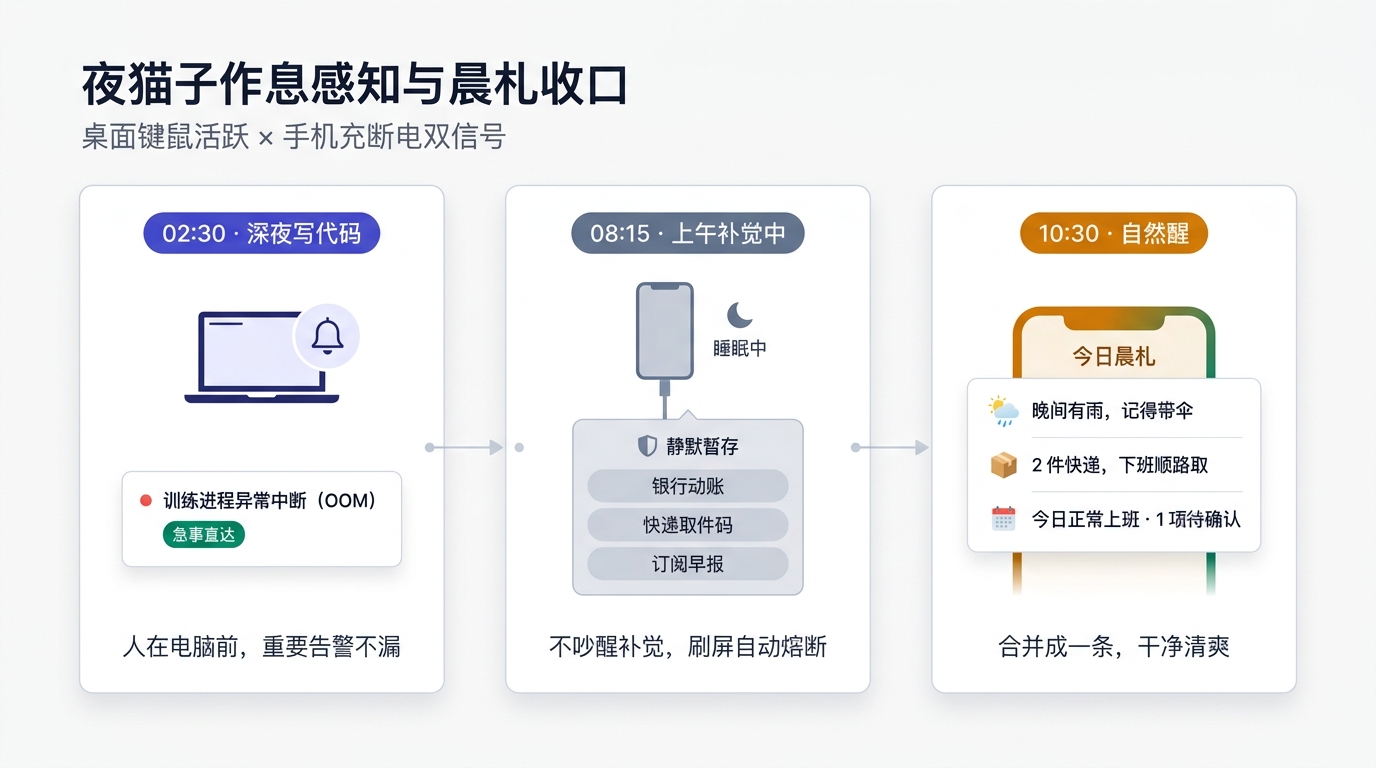 夜猫子作息感知与晨札收口
桌面键鼠活跃 × 手机充断电双信号
02:30 · 深夜写代码
训练进程异常中断（OOM）
急事直达
人在电脑前，重要告警不漏
08:15 · 上午补觉中
睡眠中
静默暂存
银行动账
快递取件码
订阅早报
不吵醒补觉，刷屏自动熔断
10:30 · 自然醒
今日晨札
晚间有雨，记得带伞
2 件快递，下班顺路取
今日正常上班 · 1 项待确认
合并成一条，干净清爽